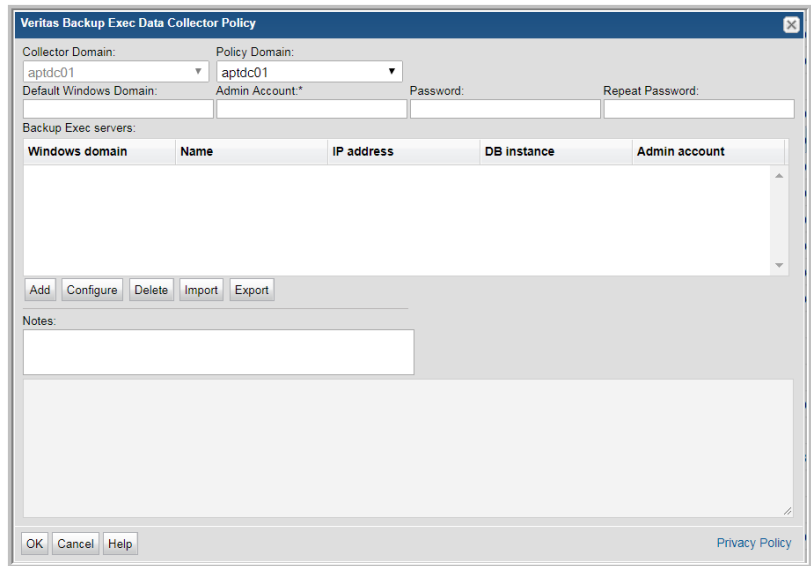 Veritas Backup Exec Data Collector Policy
Collector Domain: Policy Domain:
aptdc01 aptdc01
Default Windows Domain: Admin Account:* Password: Repeat Password:
Backup Exec servers:
Windows domain Name IP address DB instance Admin account
Add Configure Delete Import Export
Notes:
OK Cancel Help Privacy Policy